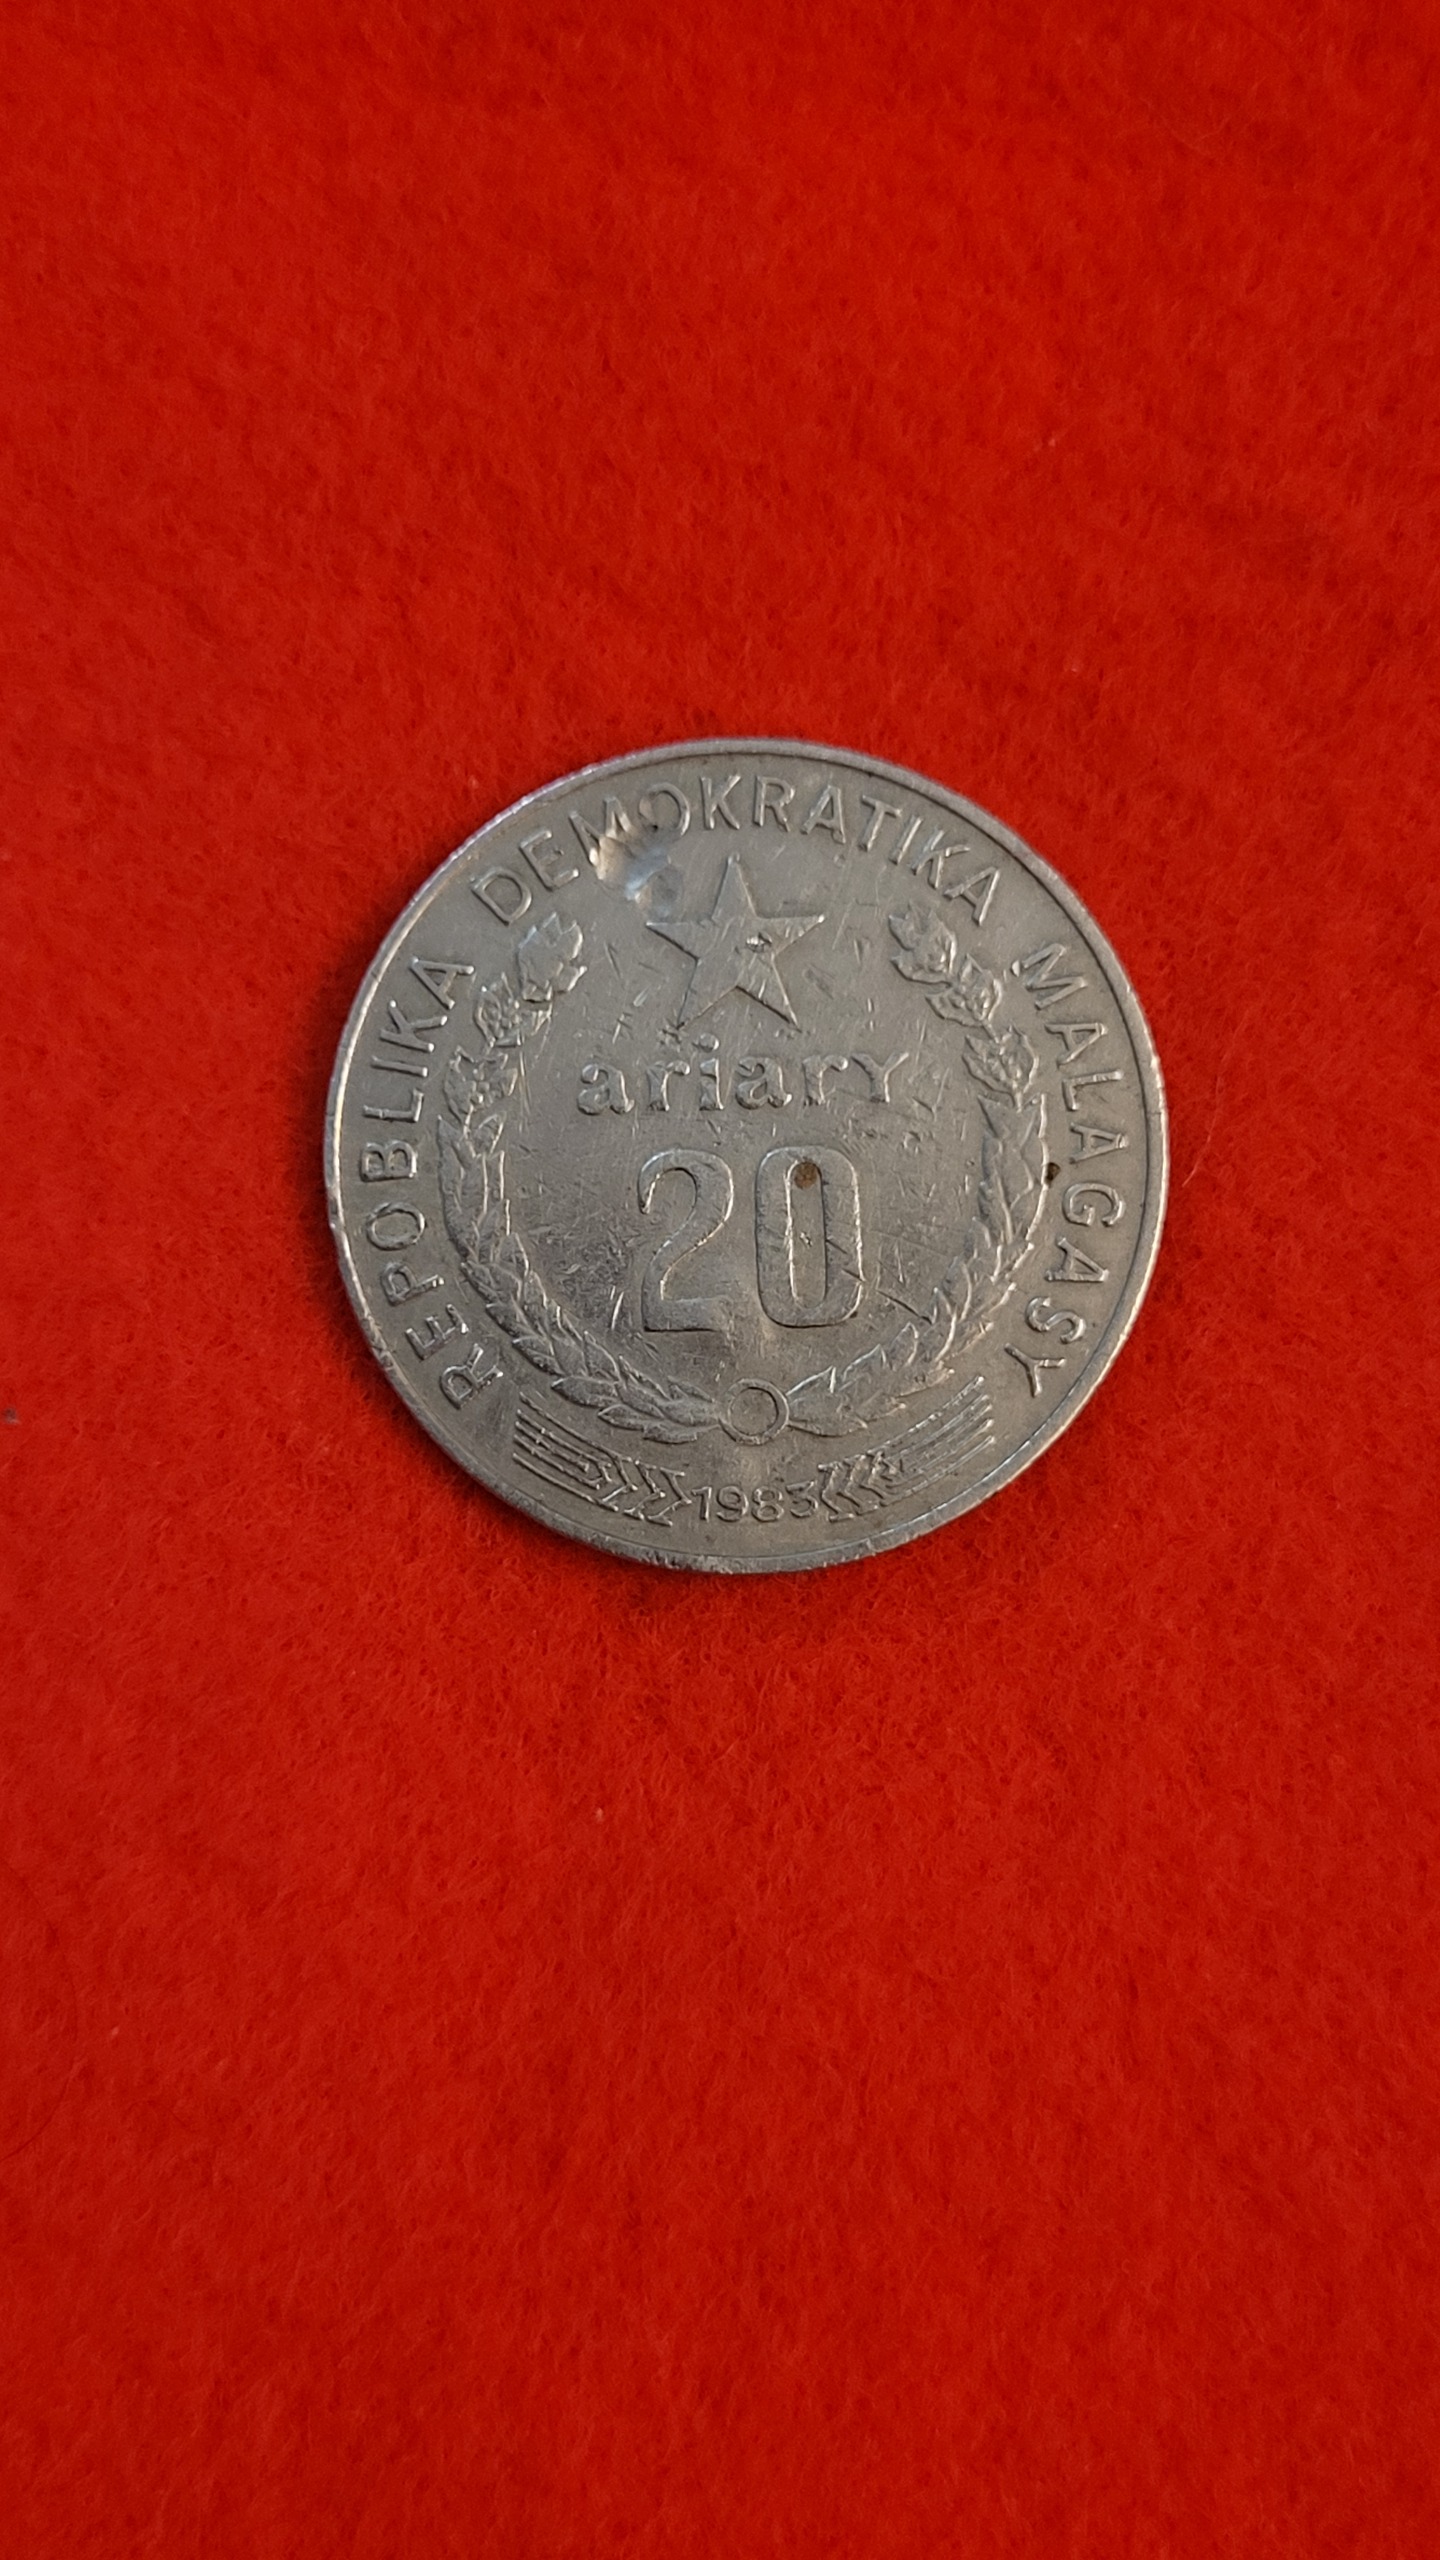 REPOBLIKA DEMOKRATIKA MALAGASY
ariary
20
1983